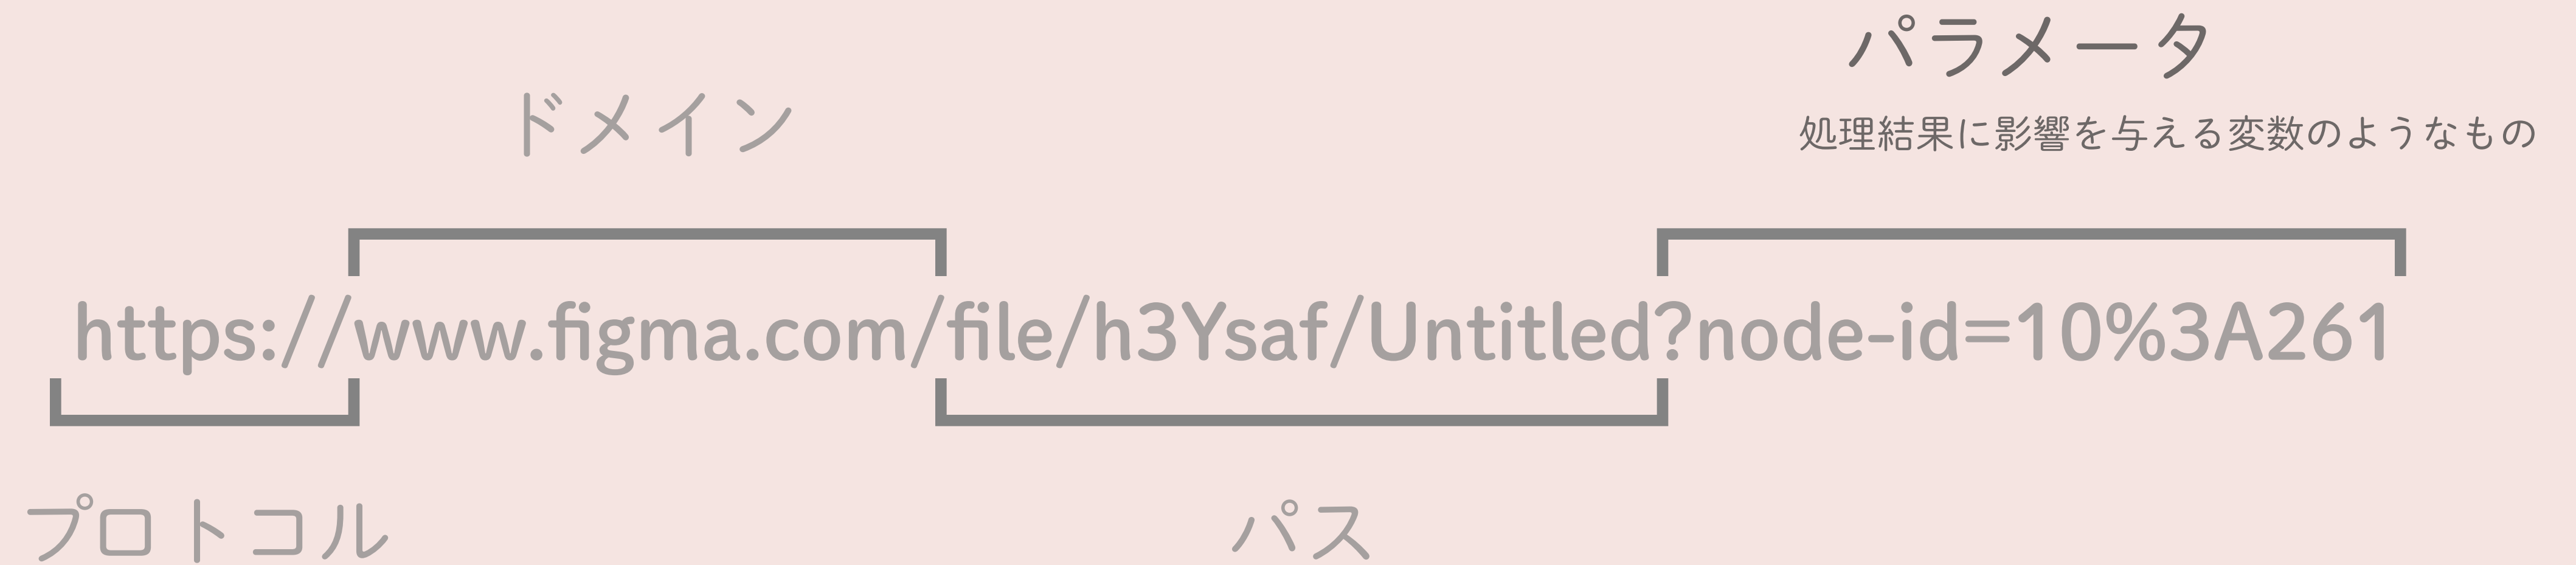 パラメータ
ドメイン
処理結果に影響を与える変数のようなもの
https://www.figma.com/file/h3Ysaf/Untitled?node-id=10%3A261
プロトコル
パス